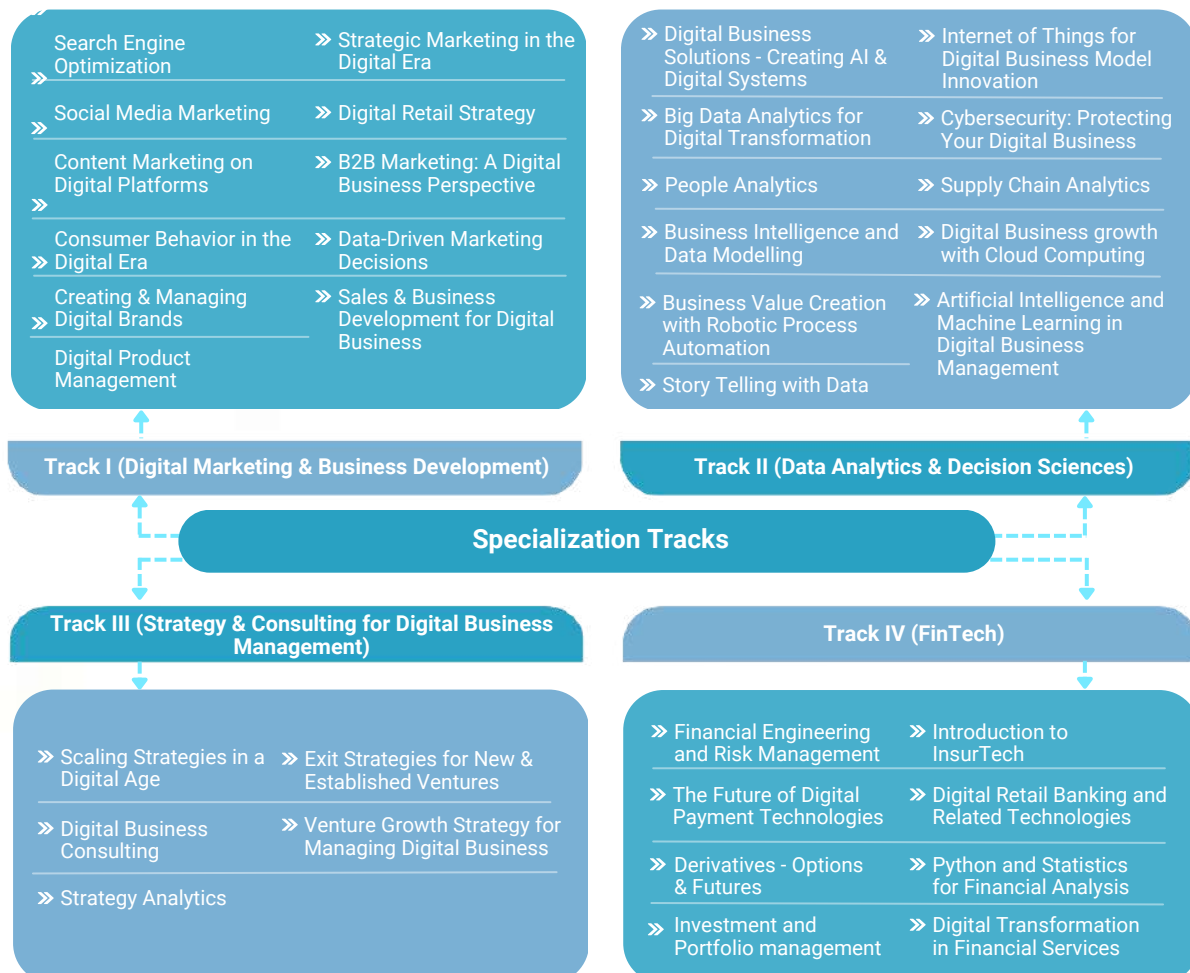 Search Engine
Optimization
Social Media Marketing
Content Marketing on
Digital Platforms
Consumer Behavior in the
Digital Era
Creating & Managing
Digital Brands
Digital Product
Management
Strategic Marketing in the
Digital Era
Digital Retail Strategy
B2B Marketing: A Digital
Business Perspective
Data-Driven Marketing
Decisions
Sales & Business
Development for Digital
Business
Digital Business
Solutions - Creating AI &
Digital Systems
Big Data Analytics for
Digital Transformation
People Analytics
Business Intelligence and
Data Modelling
Business Value Creation
with Robotic Process
Automation
Story Telling with Data
Internet of Things for
Digital Business Model
Innovation
Cybersecurity: Protecting
Your Digital Business
Supply Chain Analytics
Digital Business growth
with Cloud Computing
Artificial Intelligence and
Machine Learning in
Digital Business
Management
Track I (Digital Marketing & Business Development)
Track II (Data Analytics & Decision Sciences)
Specialization Tracks
Track III (Strategy & Consulting for Digital Business
Management)
Track IV (FinTech)
Scaling Strategies in a
Digital Age
Digital Business
Consulting
Strategy Analytics
Exit Strategies for New &
Established Ventures
Venture Growth Strategy for
Managing Digital Business
Financial Engineering
and Risk Management
The Future of Digital
Payment Technologies
Derivatives - Options
& Futures
Investment and
Portfolio management
Introduction to
InsurTech
Digital Retail Banking and
Related Technologies
Python and Statistics
for Financial Analysis
Digital Transformation
in Financial Services